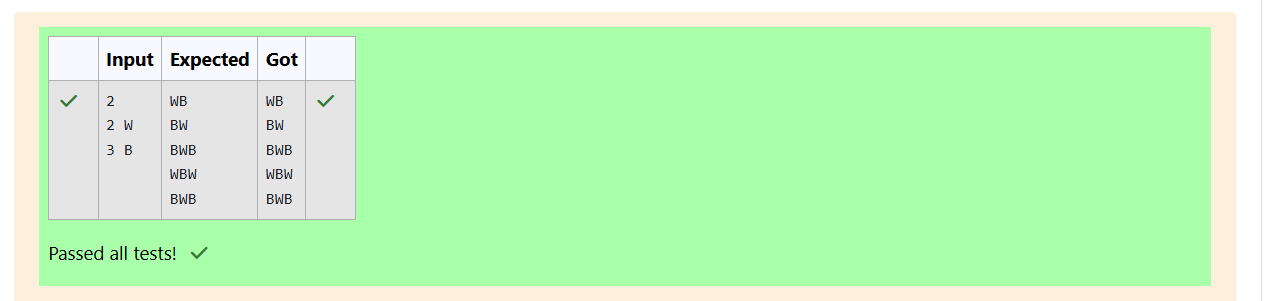 Input Expected Got
2 WB WB
2 W BW BW
3 B BWB BWB
WBW WBW
BWB BWB
Passed all tests!